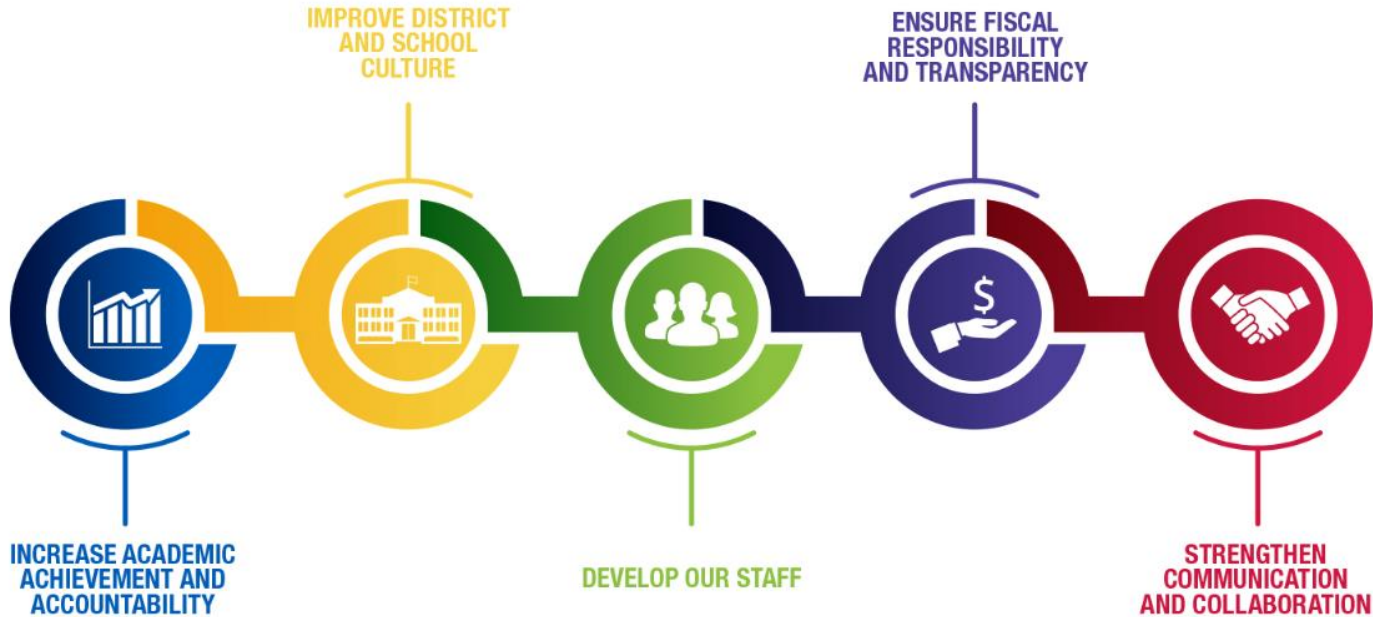 IMPROVE DISTRICT
AND SCHOOL
CULTURE
ENSURE FISCAL
RESPONSIBILITY
AND TRANSPARENCY
$
INCREASE ACADEMIC
ACHIEVEMENT AND
ACCOUNTABILITY
DEVELOP OUR STAFF
STRENGTHEN
COMMUNICATION
AND COLLABORATION